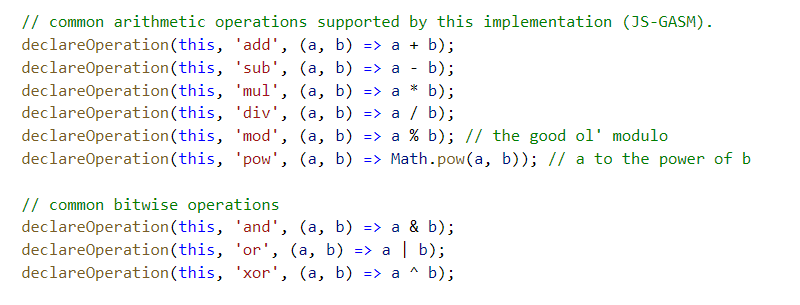 // common arithmetic operations supported by this implementation (JS-GASM).
declareOperation(this, 'add', (a, b) => a + b);
declareOperation(this, 'sub', (a, b) => a - b);
declareOperation(this, 'mul', (a, b) => a * b);
declareOperation(this, 'div', (a, b) => a / b);
declareOperation(this, 'mod', (a, b) => a % b); // the good ol' modulo
declareOperation(this, 'pow', (a, b) => Math.pow(a, b)); // a to the power of b

// common bitwise operations
declareOperation(this, 'and', (a, b) => a & b);
declareOperation(this, 'or', (a, b) => a | b);
declareOperation(this, 'xor', (a, b) => a ^ b);